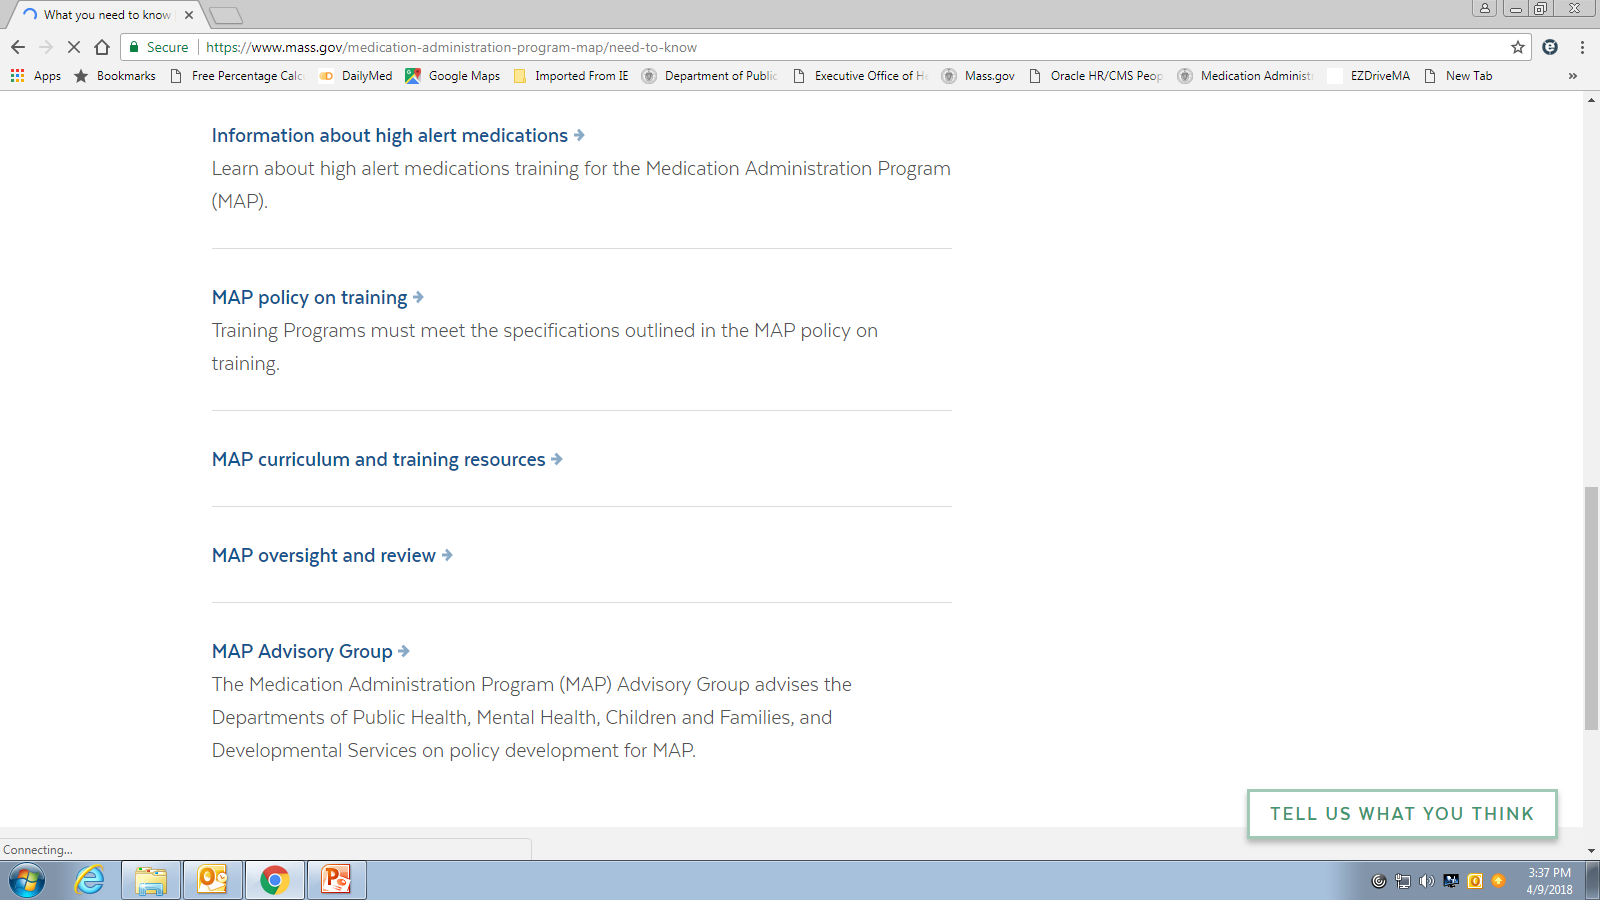 What you need to know
Secure
https://www.mass.gov/medication-administration-program-map/need-to-know
Apps
Bookmarks
Free Percentage Calc
DailyMed
Google Maps
Imported From IE
Department of Public
Executive Office of H
Mass.gov
Oracle HR/CMS Peop
Medication Administ
EZDriveMA
New Tab
»
Information about high alert medications
Learn about high alert medications training for the Medication Administration Program
(MAP).
MAP policy on training
Training Programs must meet the specifications outlined in the MAP policy on
training.
MAP curriculum and training resources
MAP oversight and review
MAP Advisory Group
The Medication Administration Program (MAP) Advisory Group advises the
Departments of Public Health, Mental Health, Children and Families, and
Developmental Services on policy development for MAP.
TELL US WHAT YOU THINK
Connecting...
3:37 PM
4/9/2018